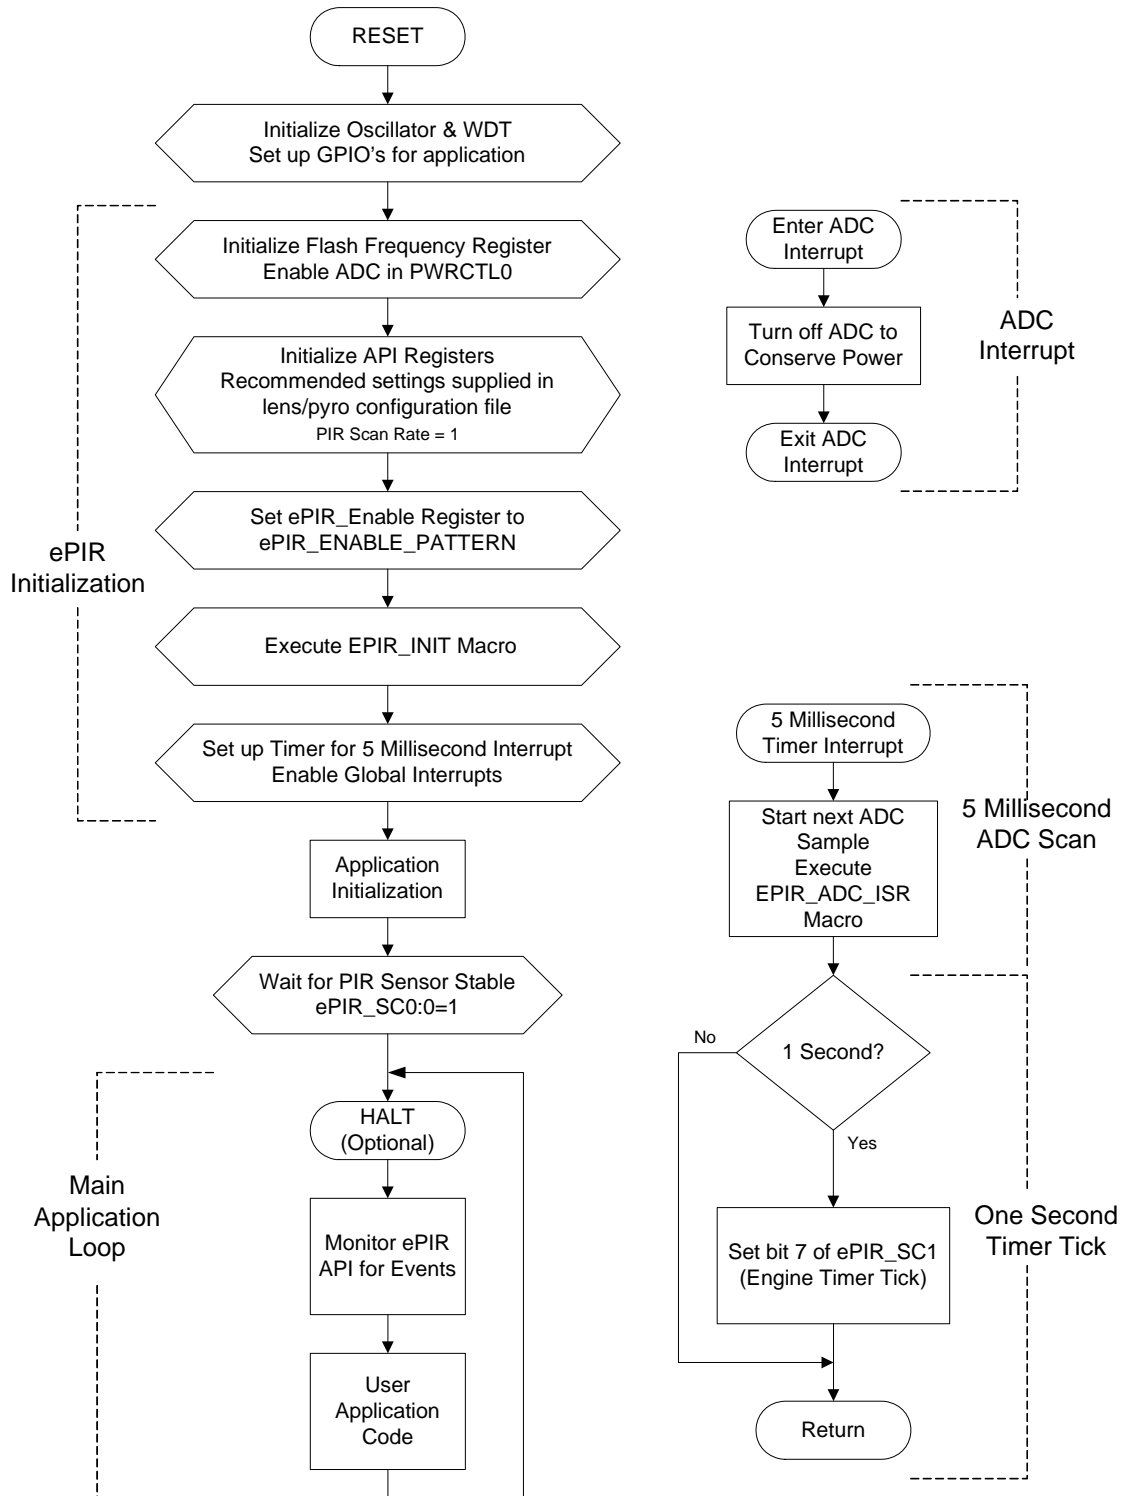 RESET
Initialize Oscillator & WDT
Set up GPIO's for application
Initialize Flash Frequency Register
Enable ADC in PWRCTL0
Initialize API Registers
Recommended settings supplied in
lens/pyro configuration file
PIR Scan Rate = 1
Set ePIR_Enable Register to
ePIR_ENABLE_PATTERN
ePIR
Initialization
Execute EPIR_INIT Macro
Set up Timer for 5 Millisecond Interrupt
Enable Global Interrupts
Application
Initialization
Wait for PIR Sensor Stable
ePIR_SC0:0=1
Main
Application
Loop
HALT
(Optional)
Monitor ePIR
API for Events
User
Application
Code
Enter ADC
Interrupt
Turn off ADC to
Conserve Power
Exit ADC
Interrupt
ADC
Interrupt
5 Millisecond
Timer Interrupt
Start next ADC
Sample
Execute
EPIR_ADC_ISR
Macro
5 Millisecond
ADC Scan
1 Second?
No
Yes
Set bit 7 of ePIR_SC1
(Engine Timer Tick)
One Second
Timer Tick
Return